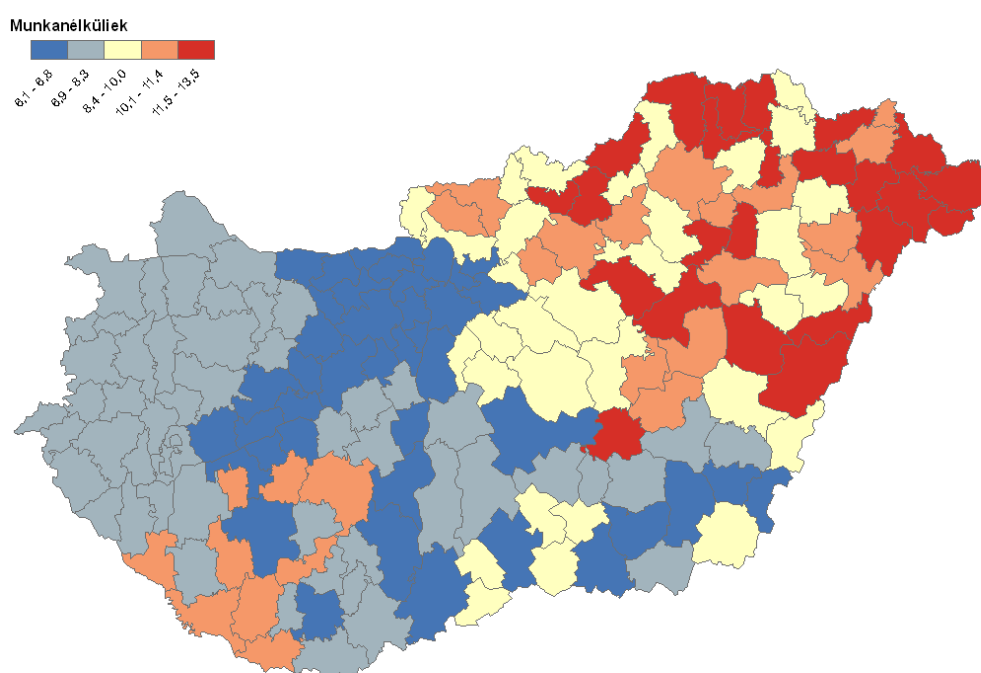 Munkanélküliek
6,1 - 6,8
6,9 - 8,3
8,4 - 10,0
10,1 - 11,4
11,5 - 13,5